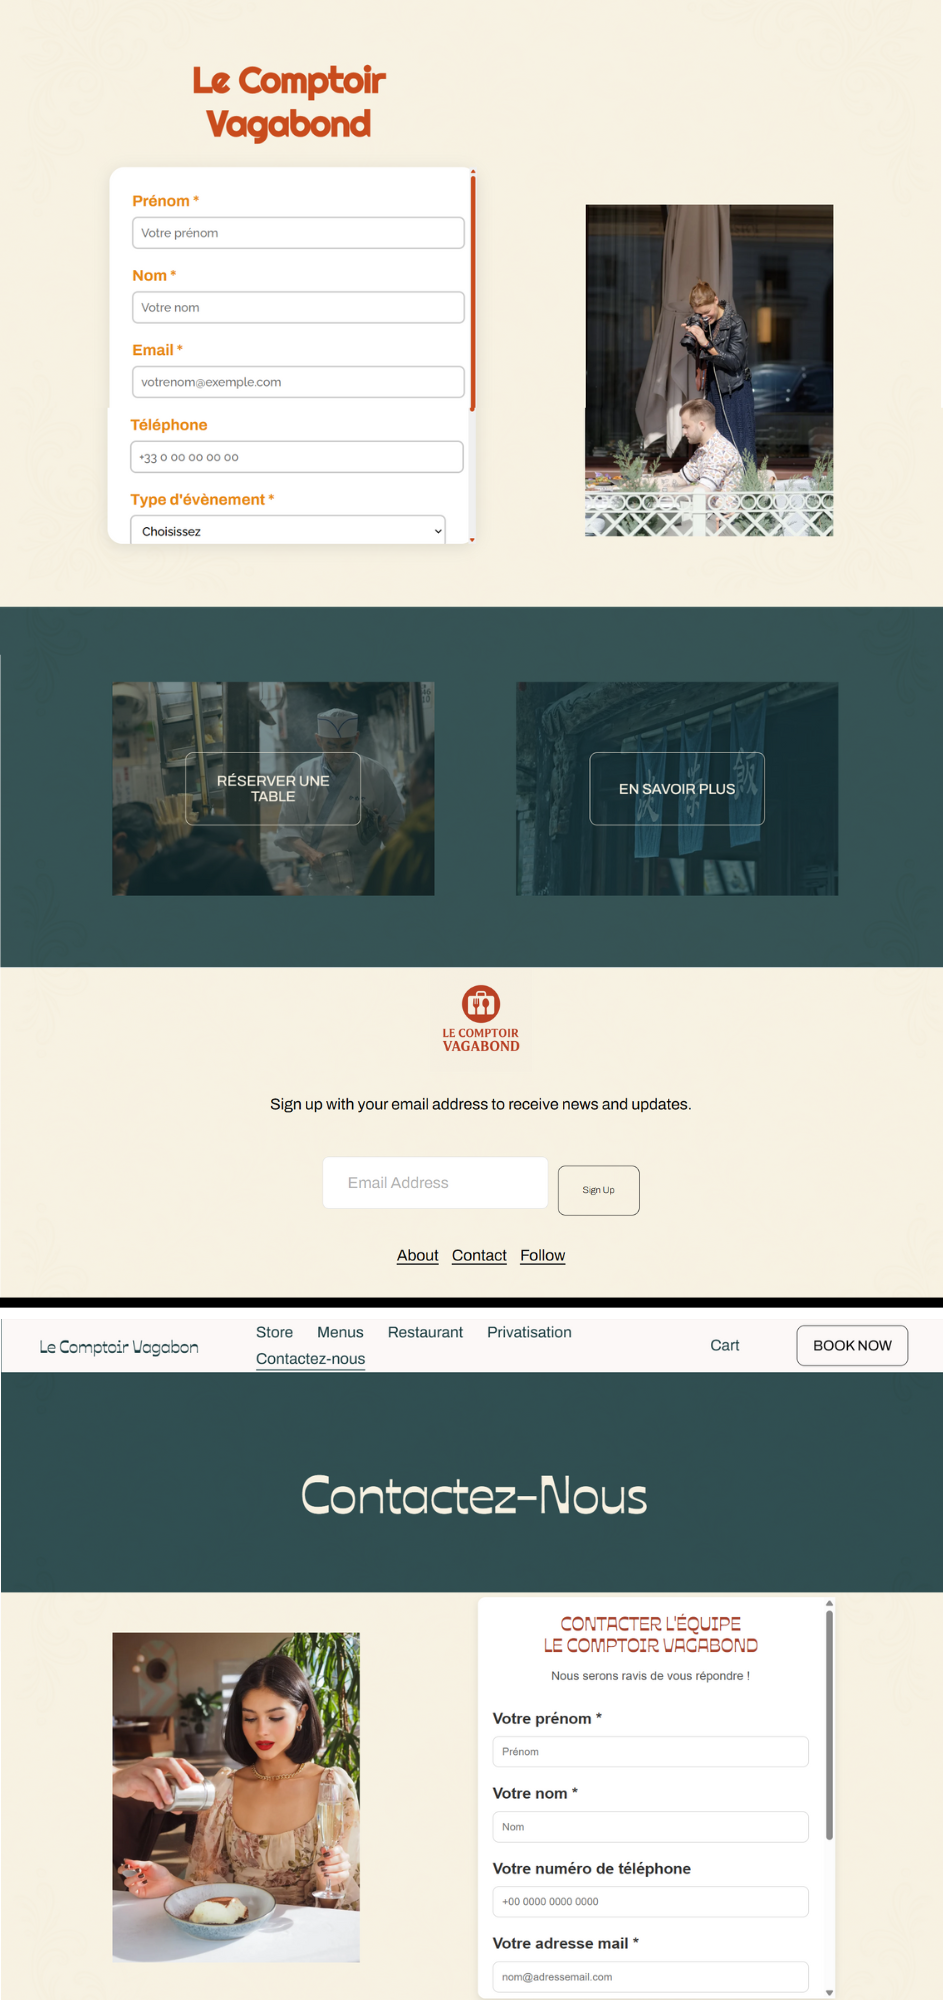 Le Comptoir
Vagabond
Prénom *
Votre prénom
Nom *
Votre nom
Email *
votrenom@exemple.com
Téléphone
+33 0 00 00 00 00
Type d'évènement *
Choisissez
RÉSERVER UNE
TABLE
EN SAVOIR PLUS
LE COMPTOIR
VAGABOND
Sign up with your email address to receive news and updates.
Email Address
Sign Up
About Contact Follow
Le Comptoir Vagabon
Store Menus Restaurant Privatisation
Contactez-nous
Cart
BOOK NOW
Contactez-Nous
CONTACTER L'ÉQUIPE
LE COMPTOIR VAGABOND
Nous serons ravis de vous répondre !
Votre prénom *
Prénom
Votre nom *
Nom
Votre numéro de téléphone
+00 0000 0000 0000
Votre adresse mail *
nom@adressemail.com